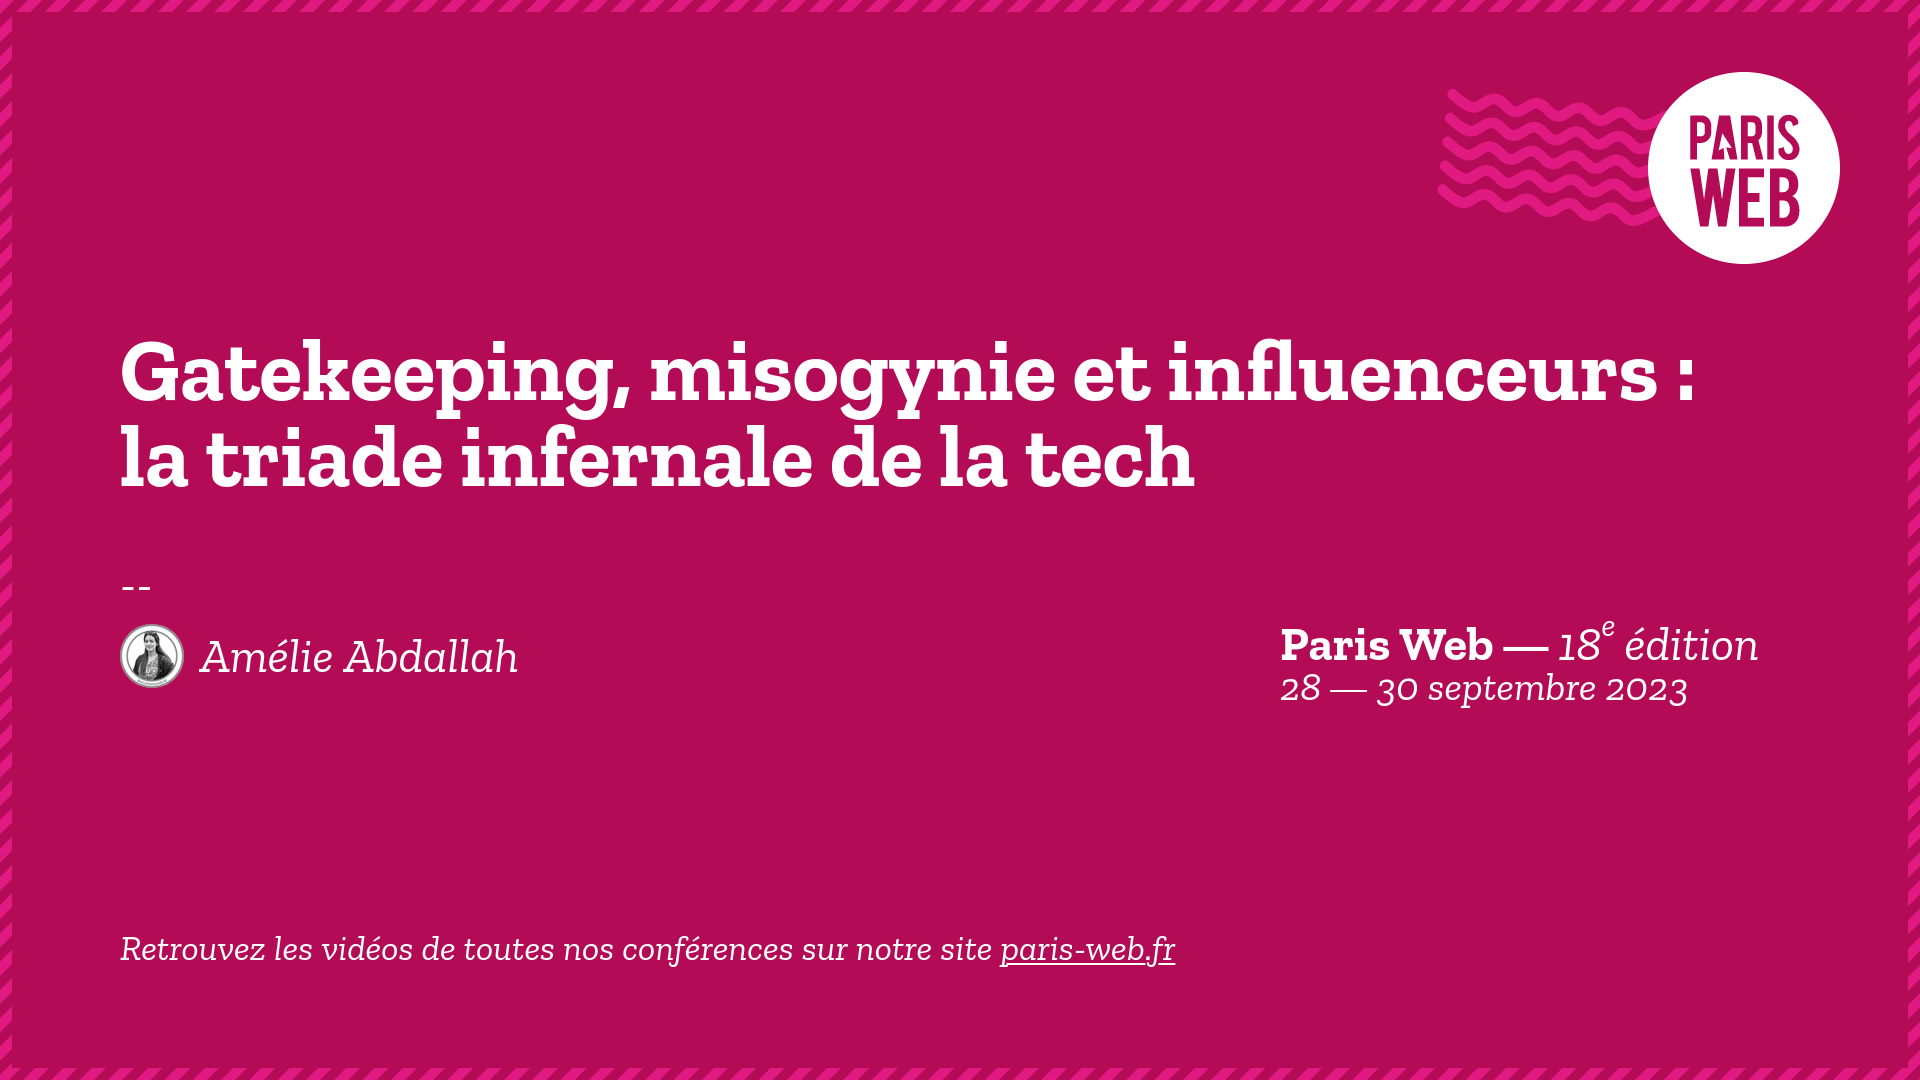 PARIS
WEB
Gatekeeping, misogynie et influenceurs :
la triade infernale de la tech
--
Amélie Abdallah
Paris Web — 18e édition
28 — 30 septembre 2023
Retrouvez les vidéos de toutes nos conférences sur notre site paris-web.fr